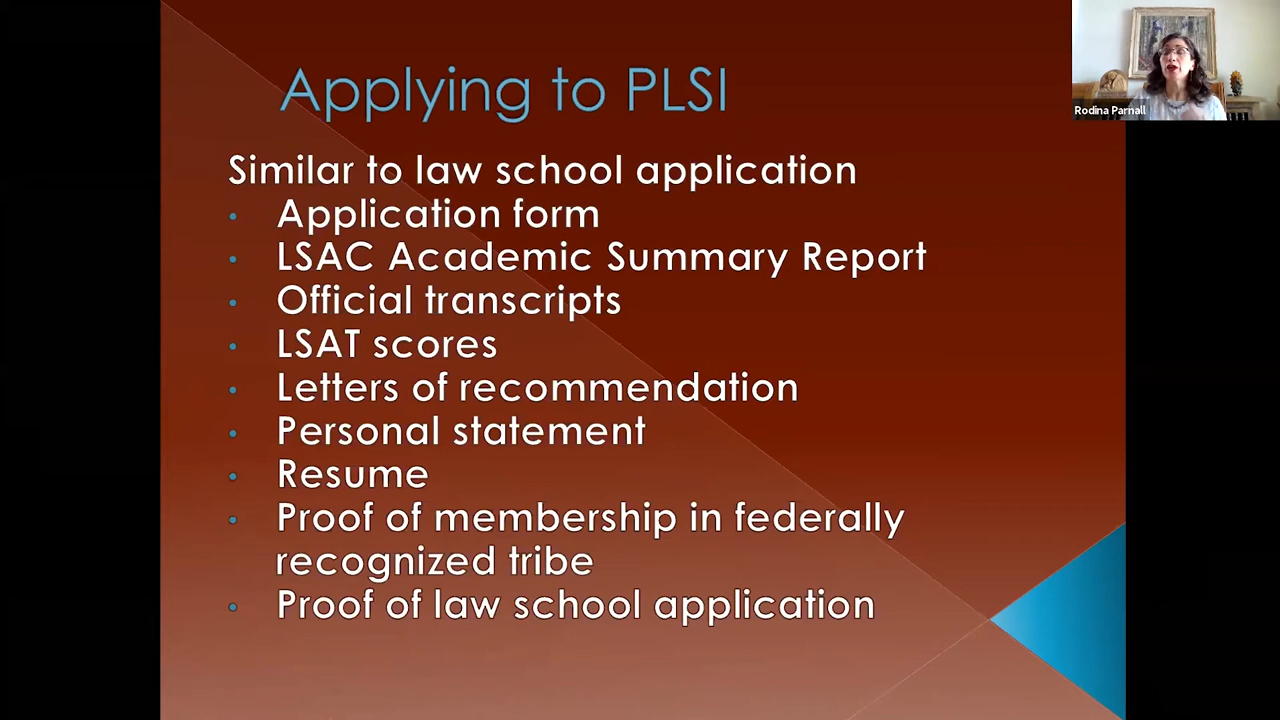 Applying to PLSI
Similar to law school application
• Application form
• LSAC Academic Summary Report
• Official transcripts
• LSAT scores
• Letters of recommendation
• Personal statement
• Resume
• Proof of membership in federally
recognized tribe
• Proof of law school application
Rodina Parnall